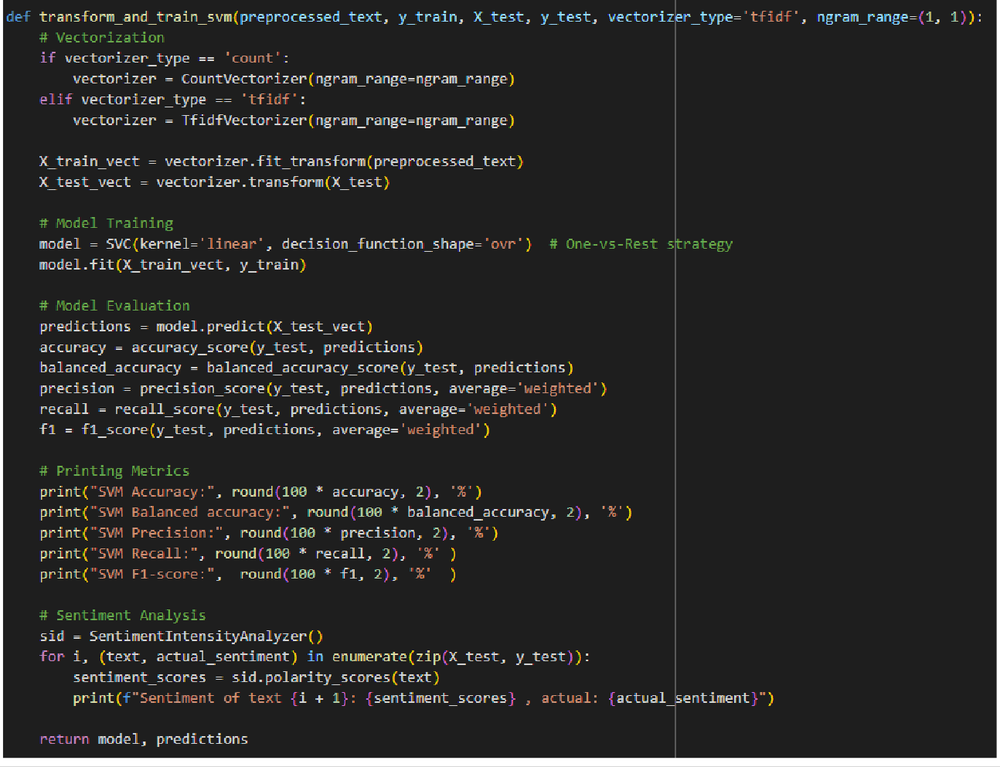 def transform_and_train_svm(preprocessed_text, y_train, X_test, y_test, vectorizer_type='tfidf', ngram_range=(1, 1)):
    # Vectorization
    if vectorizer_type == 'count':
        vectorizer = CountVectorizer(ngram_range=ngram_range)
    elif vectorizer_type == 'tfidf':
        vectorizer = TfidfVectorizer(ngram_range=ngram_range)

    X_train_vect = vectorizer.fit_transform(preprocessed_text)
    X_test_vect = vectorizer.transform(X_test)

    # Model Training
    model = SVC(kernel='linear', decision_function_shape='ovr')  # One-vs-Rest strategy
    model.fit(X_train_vect, y_train)

    # Model Evaluation
    predictions = model.predict(X_test_vect)
    accuracy = accuracy_score(y_test, predictions)
    balanced_accuracy = balanced_accuracy_score(y_test, predictions)
    precision = precision_score(y_test, predictions, average='weighted')
    recall = recall_score(y_test, predictions, average='weighted')
    f1 = f1_score(y_test, predictions, average='weighted')

    # Printing Metrics
    print("SVM Accuracy:", round(100 * accuracy, 2), '%')
    print("SVM Balanced accuracy:", round(100 * balanced_accuracy, 2), '%')
    print("SVM Precision:", round(100 * precision, 2), '%')
    print("SVM Recall:", round(100 * recall, 2), '%' )
    print("SVM F1-score:",  round(100 * f1, 2), '%'  )

    # Sentiment Analysis
    sid = SentimentIntensityAnalyzer()
    for i, (text, actual_sentiment) in enumerate(zip(X_test, y_test)):
        sentiment_scores = sid.polarity_scores(text)
        print(f"Sentiment of text {i + 1}: {sentiment_scores} , actual: {actual_sentiment}")

    return model, predictions